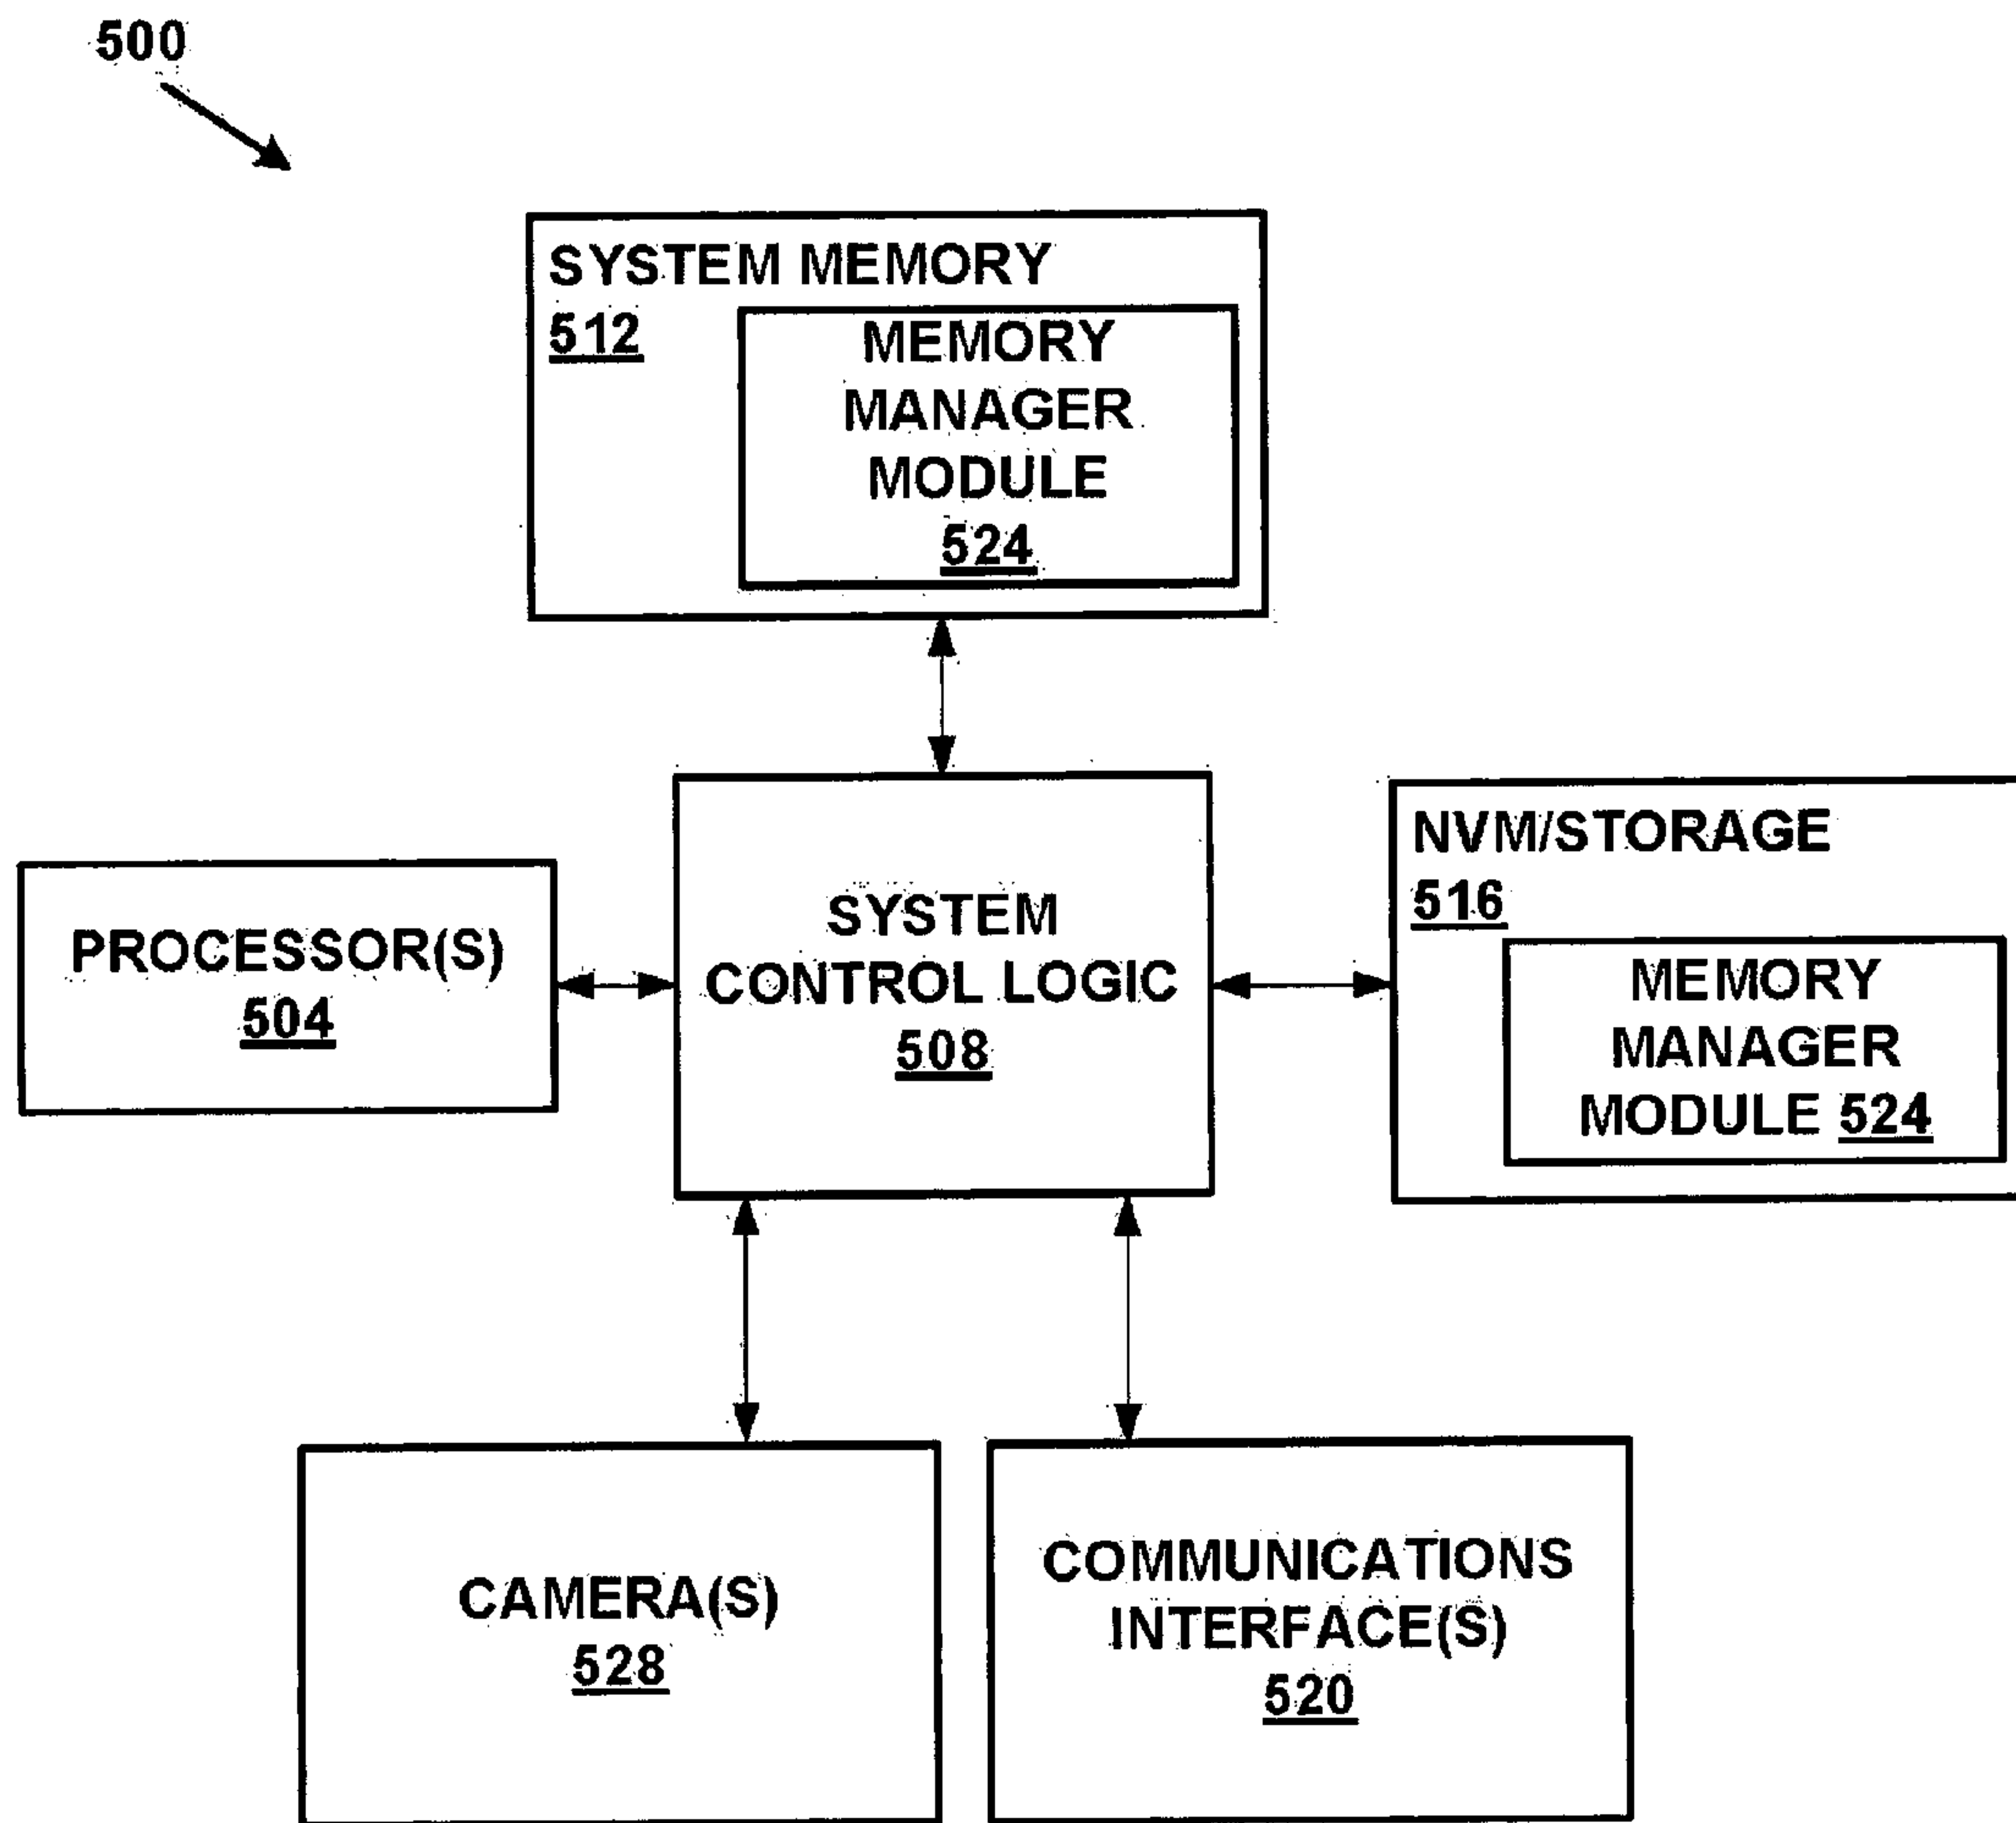 500
SYSTEM MEMORY
512
MEMORY
MANAGER
MODULE
524
PROCESSOR(S)
504
SYSTEM
CONTROL LOGIC
508
NVM/STORAGE
516
MEMORY
MANAGER
MODULE 524
CAMERA(S)
528
COMMUNICATIONS
INTERFACE(S)
520